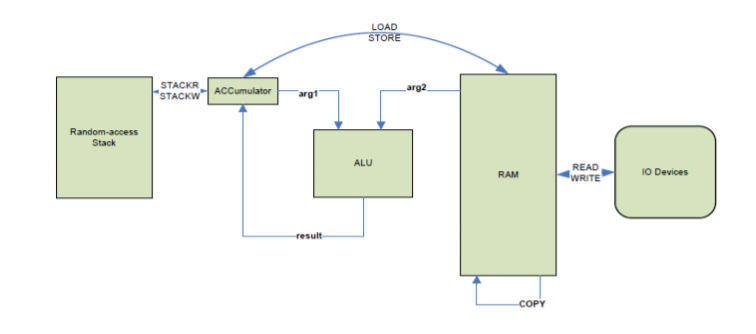 LOAD
STORE
STACKR
STACKW
ACCumulator
arg1
arg2
Random-access
Stack
ALU
RAM
READ
WRITE
IO Devices
result
COPY